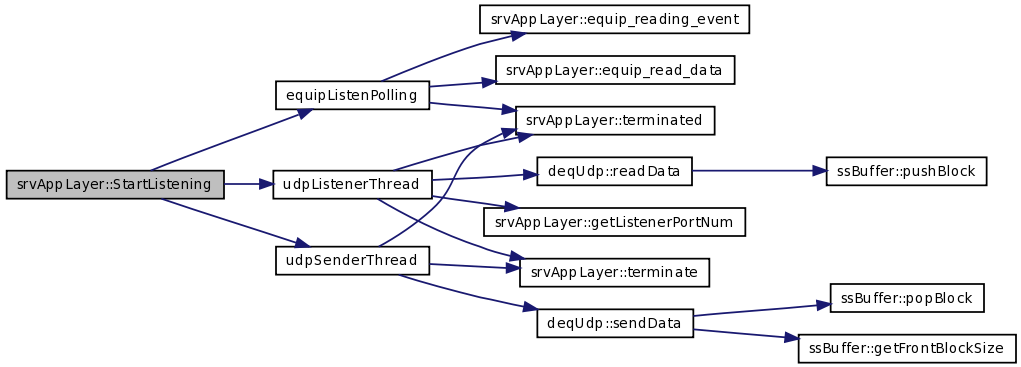 srvAppLayer::equip_reading_event
srvAppLayer::equip_read_data
equipListenPolling
srvAppLayer::terminated
deqUdp::readData
ssBuffer::pushBlock
srvAppLayer::StartListening
udpListenerThread
srvAppLayer::getListenerPortNum
udpSenderThread
srvAppLayer::terminate
ssBuffer::popBlock
deqUdp::sendData
ssBuffer::getFrontBlockSize